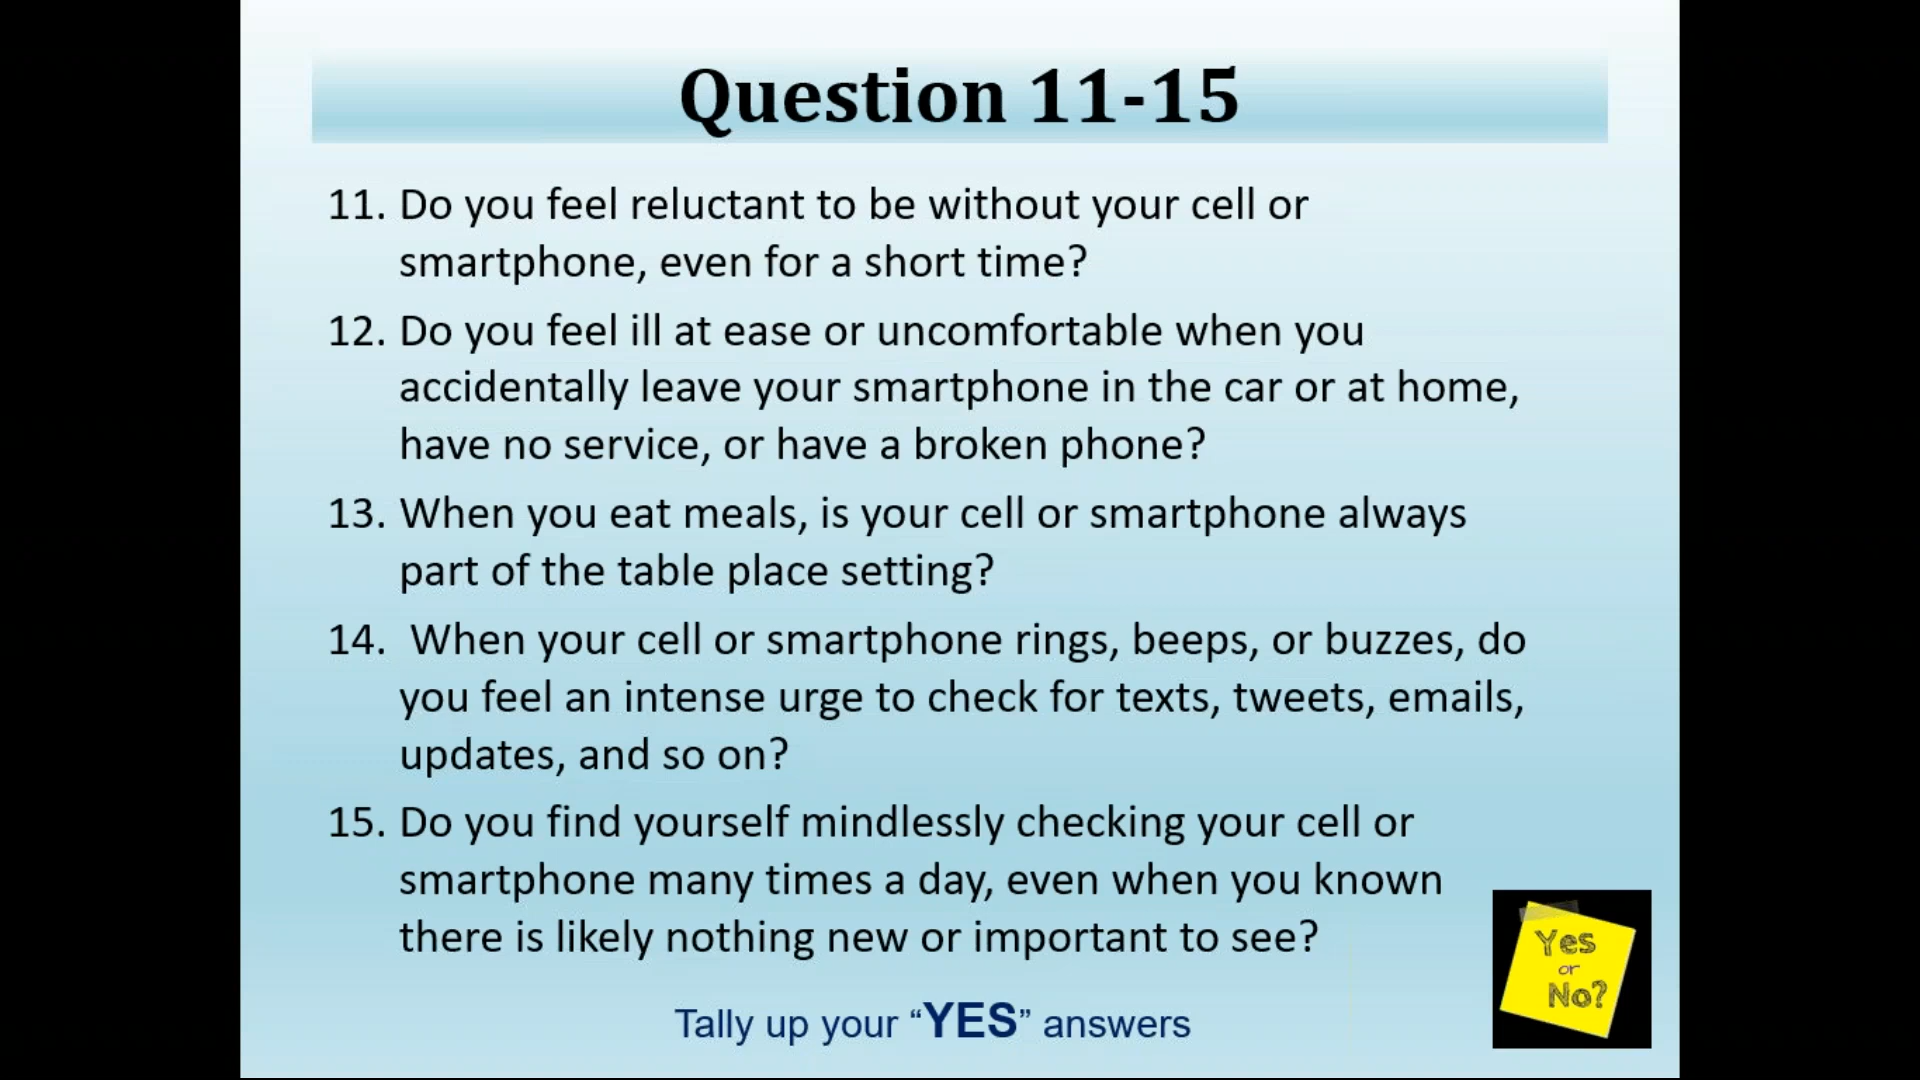 Question 11-15
11. Do you feel reluctant to be without your cell or
smartphone, even for a short time?
12. Do you feel ill at ease or uncomfortable when you
accidentally leave your smartphone in the car or at home,
have no service, or have a broken phone?
13. When you eat meals, is your cell or smartphone always
part of the table place setting?
14. When your cell or smartphone rings, beeps, or buzzes, do
you feel an intense urge to check for texts, tweets, emails,
updates, and so on?
15. Do you find yourself mindlessly checking your cell or
smartphone many times a day, even when you known
there is likely nothing new or important to see?
Yes
or
No?
Tally up your “YES” answers